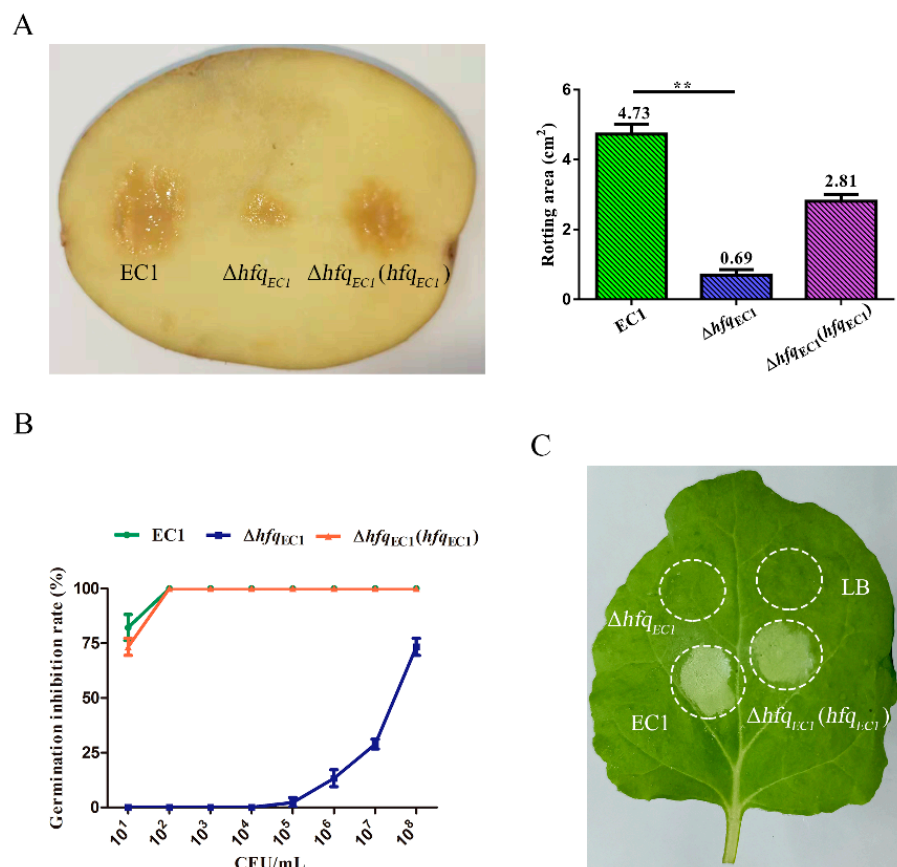 A
EC1 Δhfq_EC1 Δhfq_EC1(hfq_EC1)
Rotting area (cm²)
6
4
2
0
**
4.73
0.69
2.81
EC1
Δhfq_EC1
Δhfq_EC1(hfq_EC1)
B
EC1 Δhfq_EC1 Δhfq_EC1(hfq_EC1)
Germination inhibition rate (%)
100
75
50
25
0
10¹ 10² 10³ 10⁴ 10⁵ 10⁶ 10⁷ 10⁸
CFU/mL
C
LB
Δhfq_EC1
EC1
Δhfq_EC1(hfq_EC1)